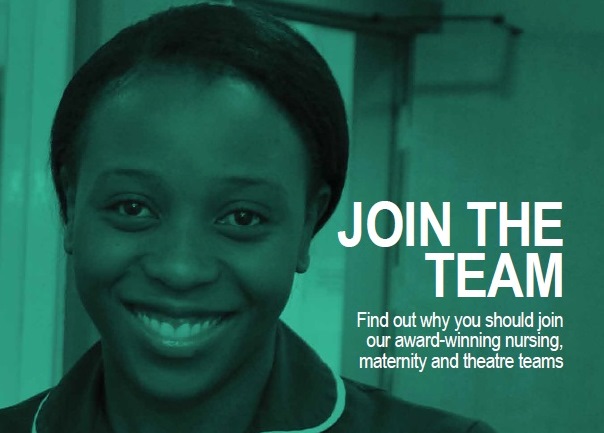 JOIN THE
TEAM
Find out why you should join
our award-winning nursing,
maternity and theatre teams